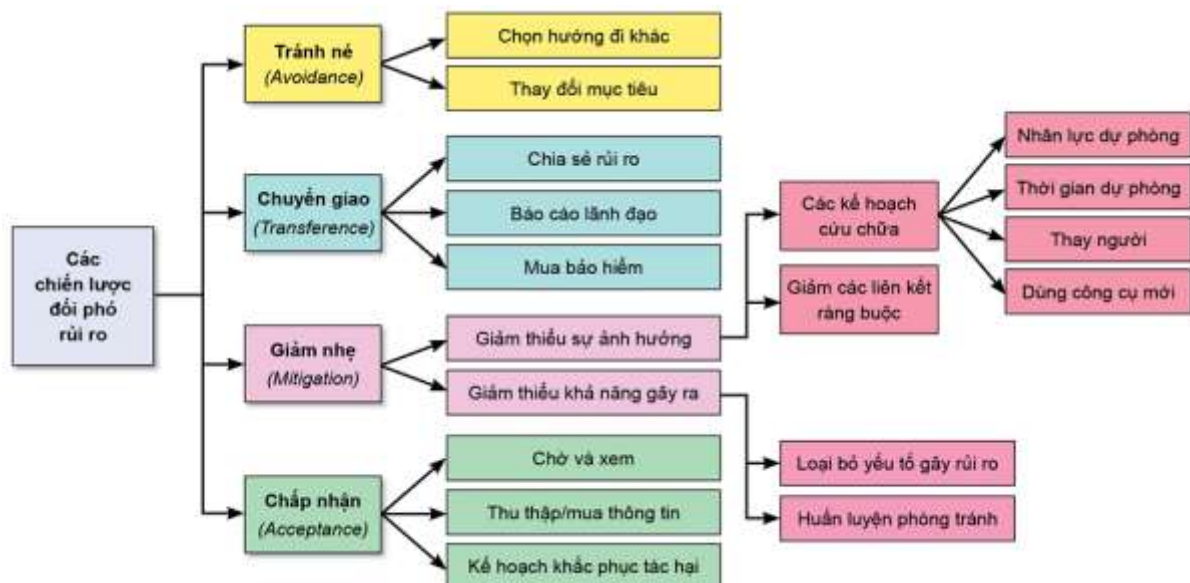 Các
chiến lược
đối phó
rủi ro
Tránh né
(Avoidance)
Chọn hướng đi khác
Thay đổi mục tiêu
Chuyển giao
(Transference)
Chia sẻ rủi ro
Báo cáo lãnh đạo
Mua bảo hiểm
Giảm nhẹ
(Mitigation)
Giảm thiểu sự ảnh hưởng
Các kế hoạch
cứu chữa
Nhân lực dự phòng
Thời gian dự phòng
Thay người
Dùng công cụ mới
Giảm các liên kết
ràng buộc
Giảm thiểu khả năng gây ra
Loại bỏ yếu tố gây rủi ro
Huấn luyện phòng tránh
Chấp nhận
(Acceptance)
Chờ và xem
Thu thập/mua thông tin
Kế hoạch khắc phục tác hại